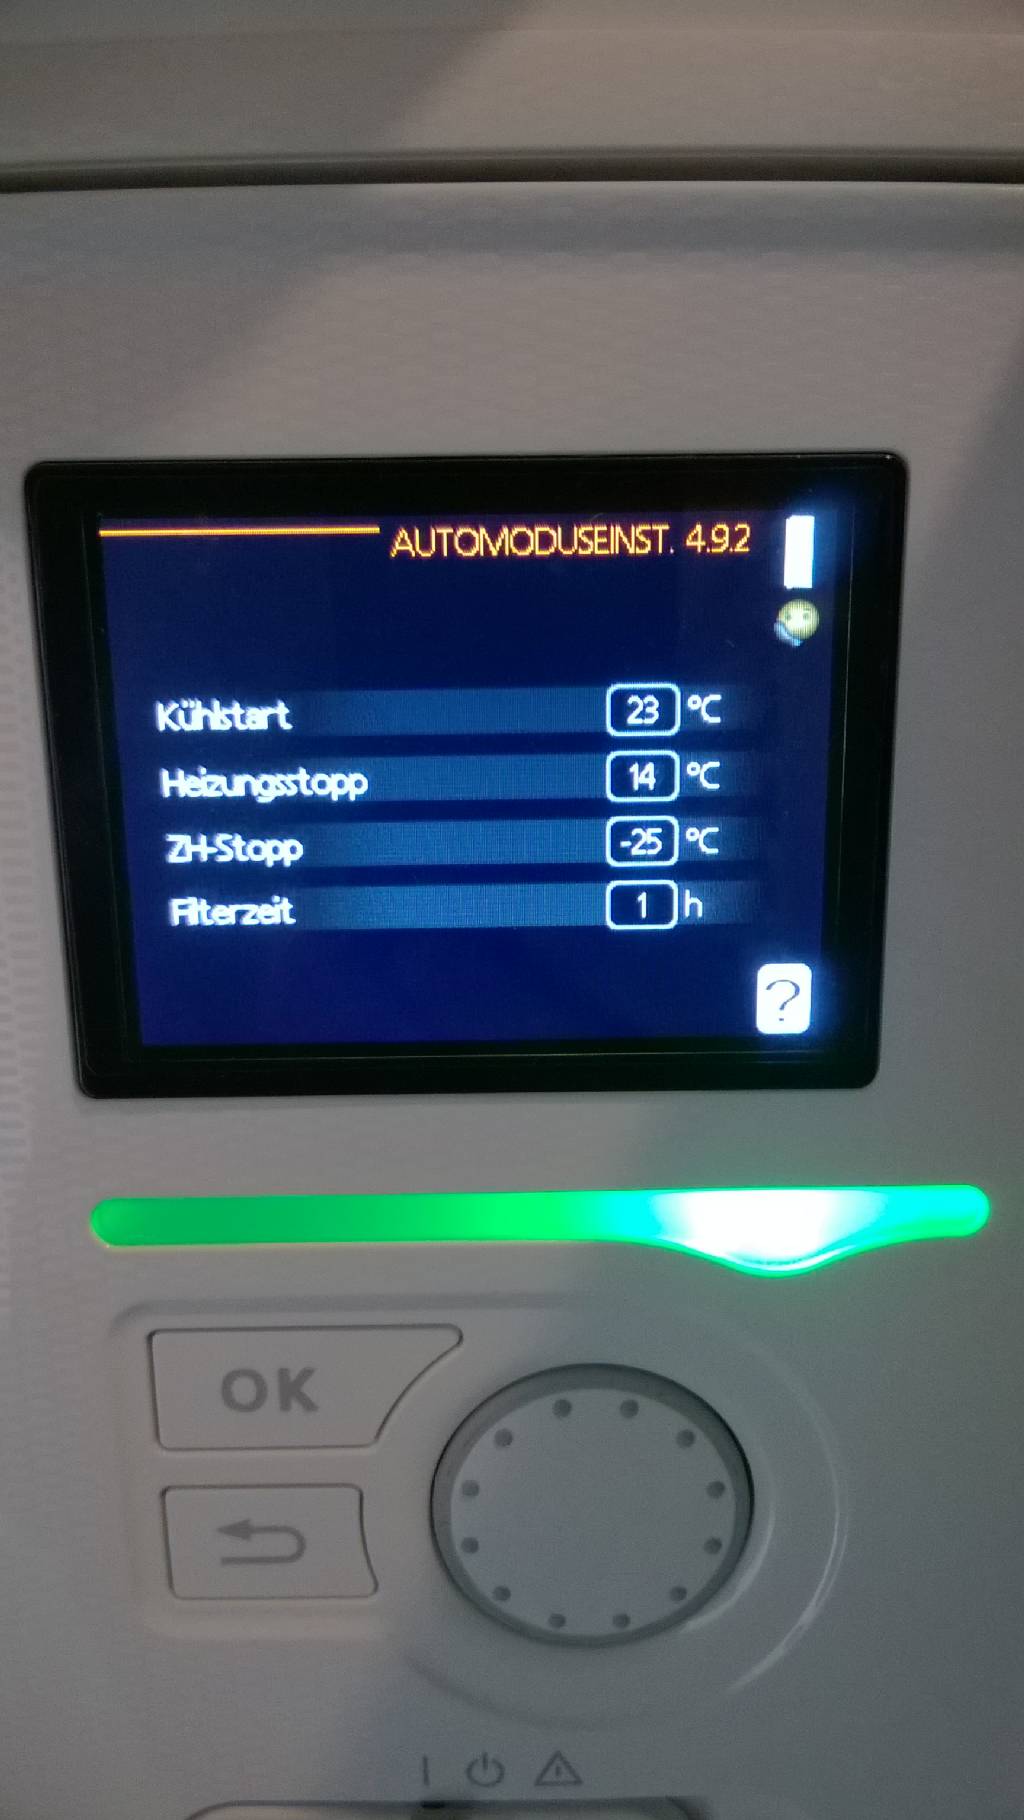 AUTOMODUSEINST. 4.9.2
Kühlstart 23 °C
Heizungsstopp 14 °C
ZH-Stopp -25 °C
Filterzeit 1 h
?
OK